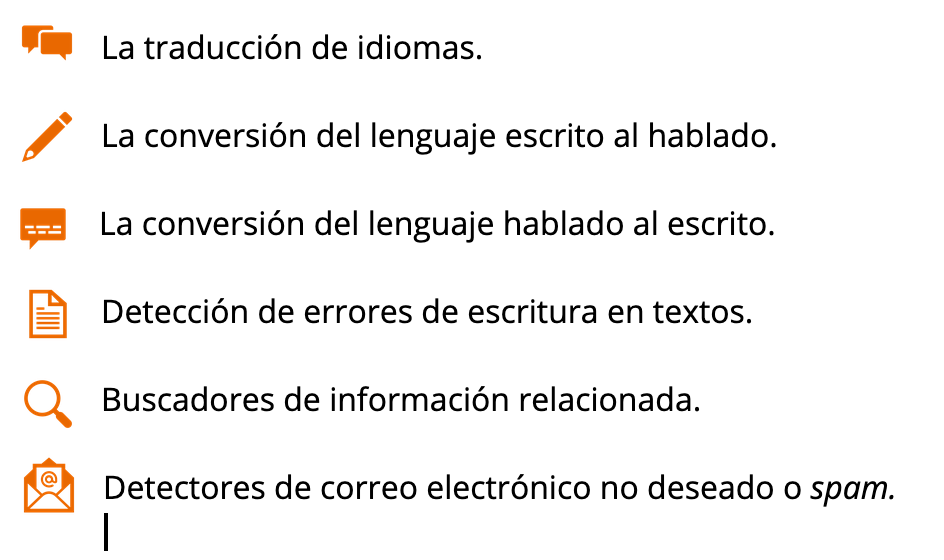 La traducción de idiomas.
La conversión del lenguaje escrito al hablado.
La conversión del lenguaje hablado al escrito.
Detección de errores de escritura en textos.
Buscadores de información relacionada.
Detectores de correo electrónico no deseado o spam.